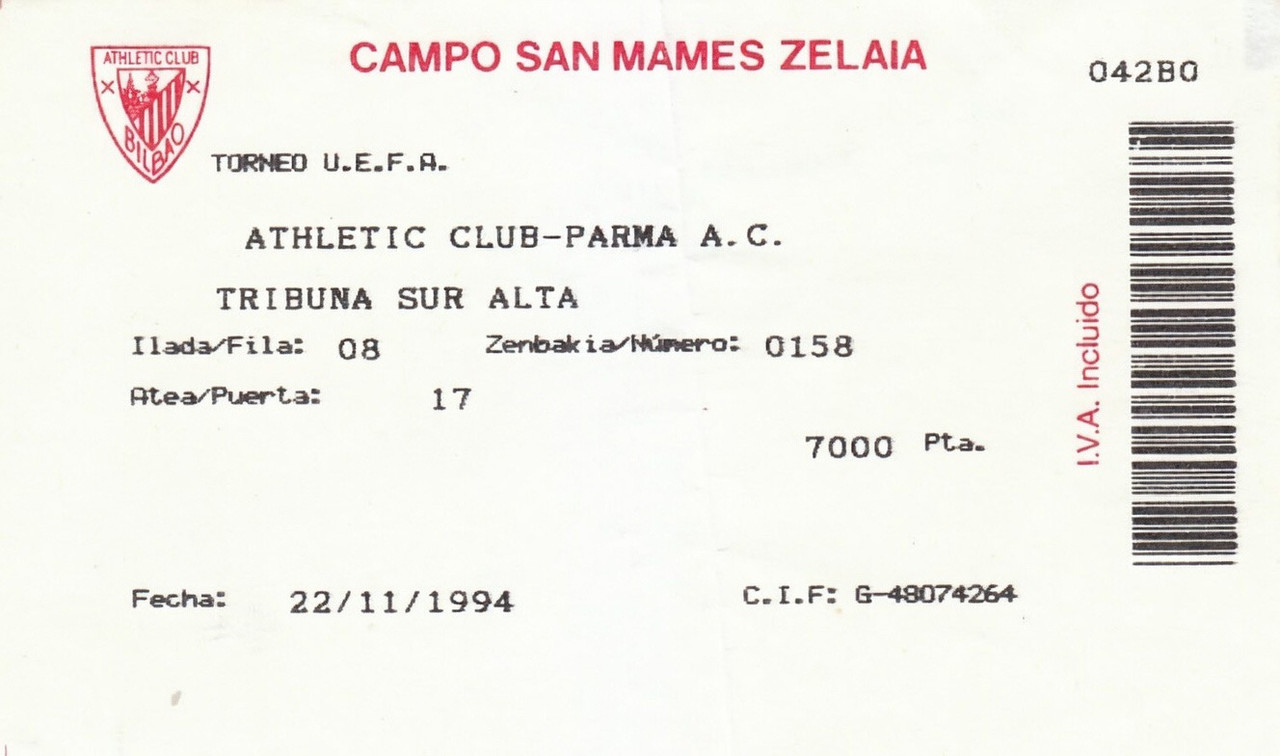 ATHLETIC CLUB
BILBAO
CAMPO SAN MAMES ZELAIA
042B0
TORNEO U.E.F.A.
ATHLETIC CLUB-PARMA A.C.
TRIBUNA SUR ALTA
Ilada/Fila: 08 Zenbakia/Número: 0158
Atea/Puerta: 17
7000 Pta.
I.V.A. Incluido
Fecha: 22/11/1994 C.I.F: G-48074264